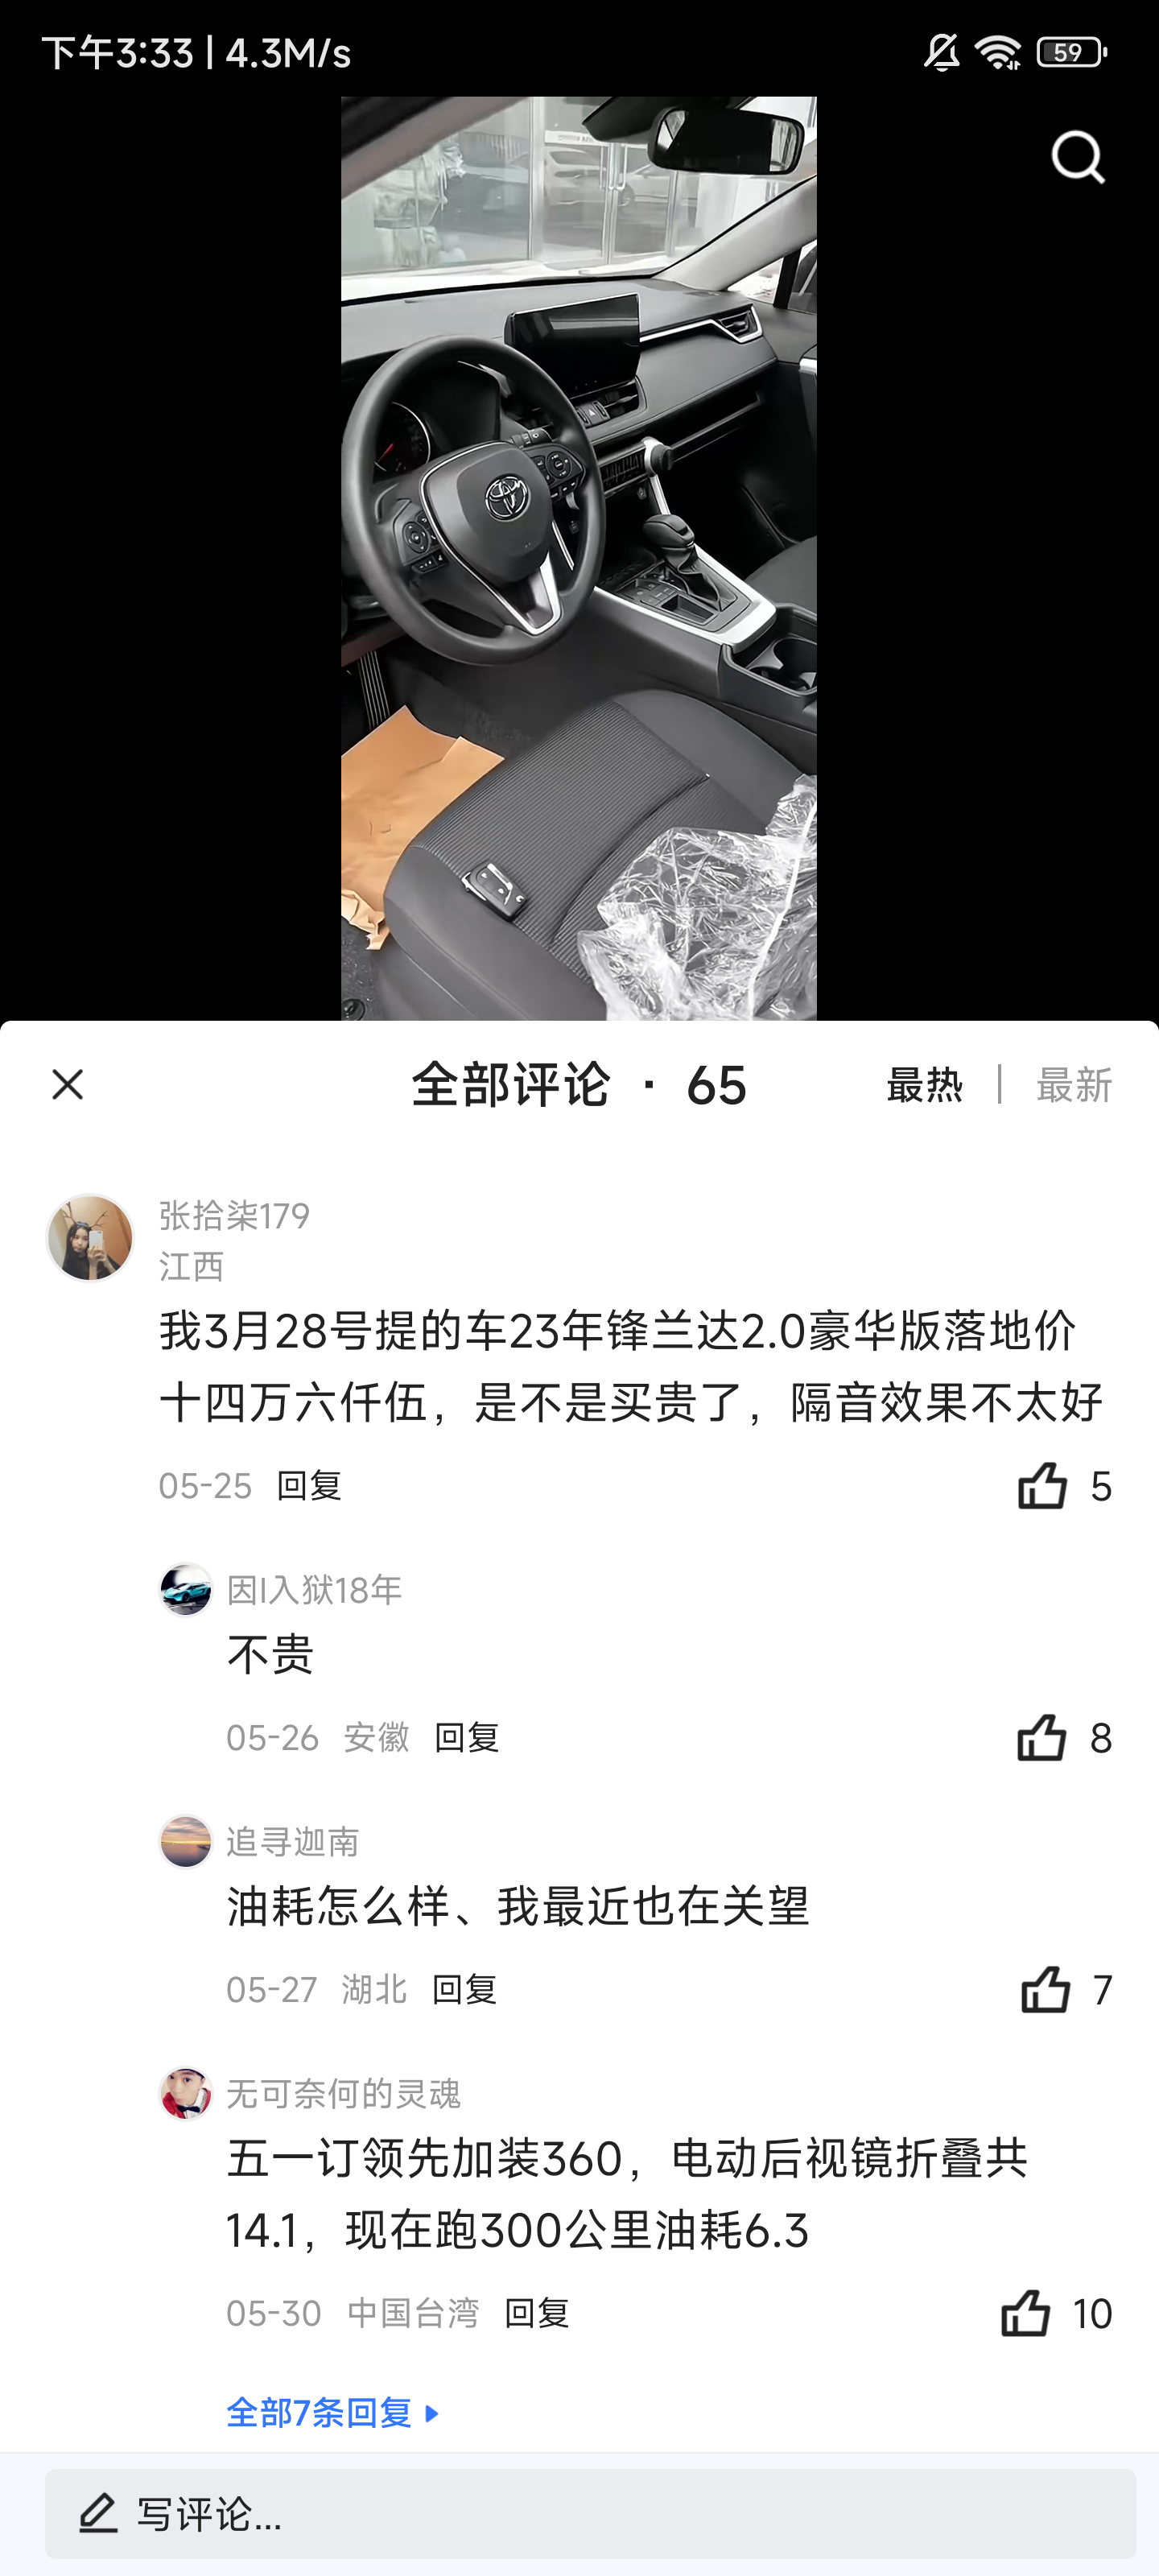 下午3:33 | 4.3M/s
59
全部评论 · 65
最热 | 最新
张拾柒179
江西
我3月28号提的车23年锋兰达2.0豪华版落地价
十四万六仟伍，是不是买贵了，隔音效果不太好
05-25 回复
5
因I入狱18年
不贵
05-26 安徽 回复
8
追寻迦南
油耗怎么样、我最近也在关望
05-27 湖北 回复
7
无可奈何的灵魂
五一订领先加装360，电动后视镜折叠共
14.1，现在跑300公里油耗6.3
05-30 中国台湾 回复
10
全部7条回复
写评论...